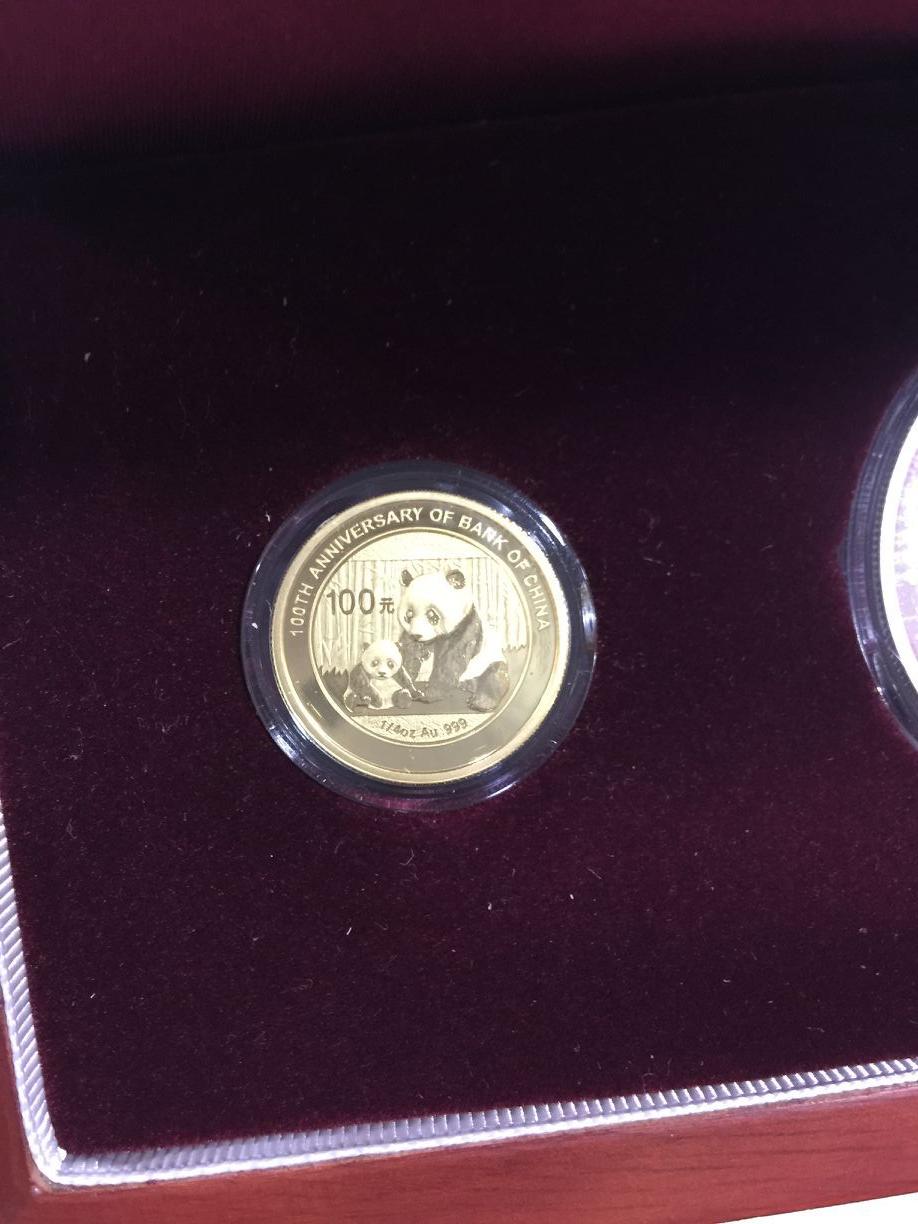 100TH ANNIVERSARY OF BANK OF CHINA
100元
1/4oz Au .999